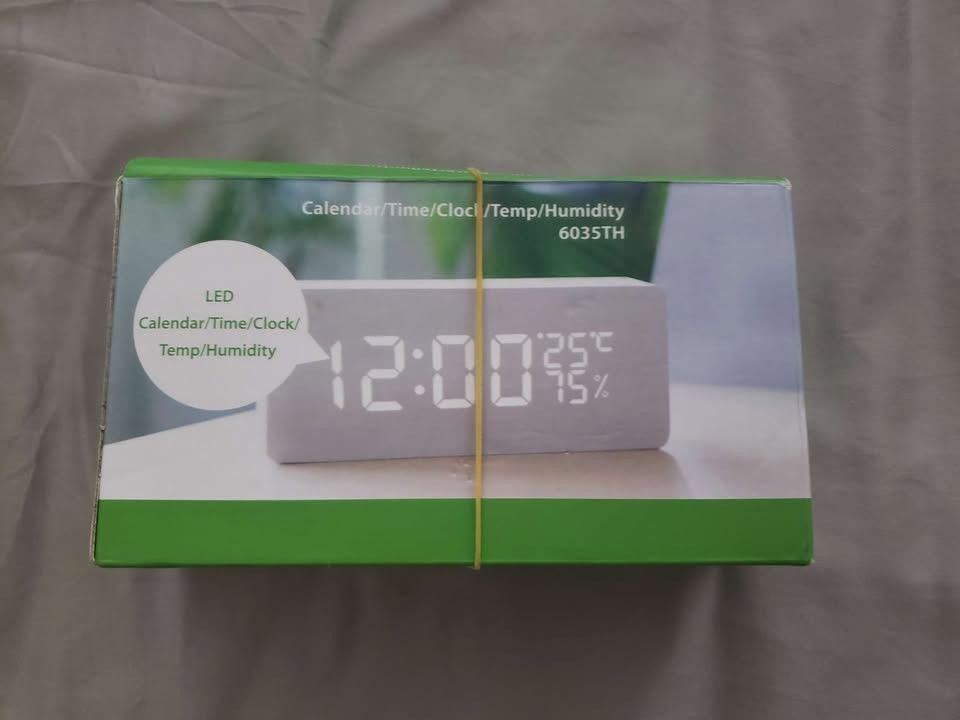 Calendar/Time/Clock/Temp/Humidity
6035TH
LED
Calendar/Time/Clock/
Temp/Humidity
12:00
25℃
75%